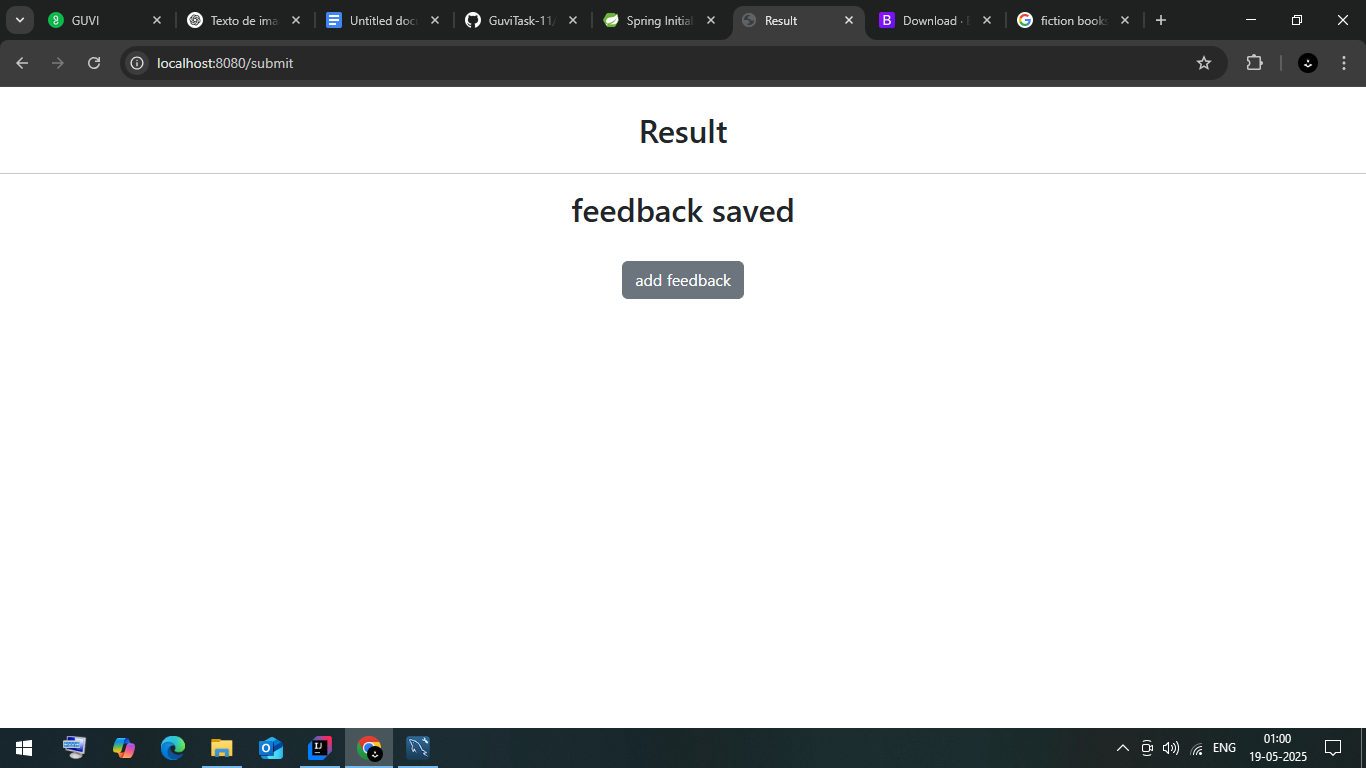 GUVI
Texto de ima
Untitled doc
GuviTask-11/
Spring Initial
Result
Download ·
fiction books
localhost:8080/submit
Result
feedback saved
add feedback
ENG
01:00
19-05-2025